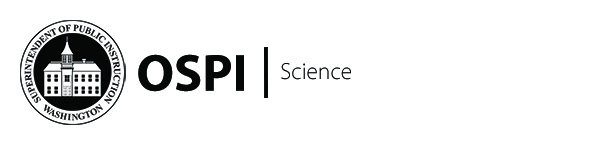 SUPERINTENDENT OF PUBLIC INSTRUCTION
WASHINGTON
OSPI | Science